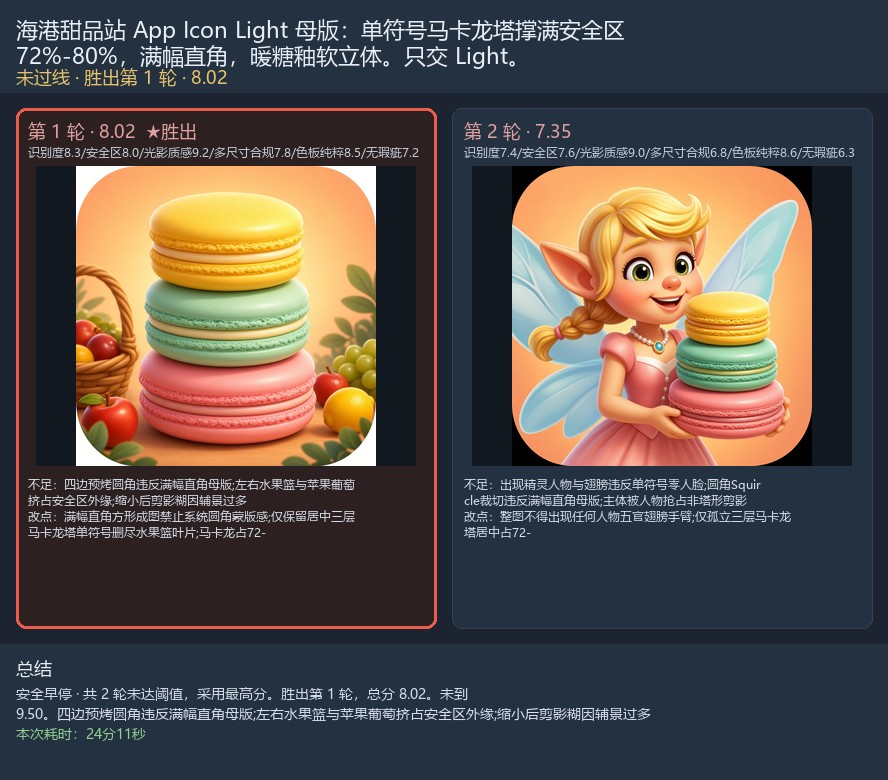 海港甜品站 App Icon Light 母版：单符号马卡龙塔撑满安全区
72%-80%，满幅直角，暖糖釉软立体。只交 Light。
未过线 · 胜出第 1 轮 · 8.02
第 1 轮 · 8.02 ★胜出
识别度8.3/安全区8.0/光影质感9.2/多尺寸合规7.8/色板纯粹8.5/无瑕疵7.2
不足：四边预烤圆角违反满幅直角母版;左右水果篮与苹果葡萄
挤占安全区外缘;缩小后剪影糊因辅景过多
改点：满幅直角方形成图禁止系统圆角蒙版感;仅保留居中三层
马卡龙塔单符号删尽水果篮叶片;马卡龙占72-
第 2 轮 · 7.35
识别度7.4/安全区7.6/光影质感9.0/多尺寸合规6.8/色板纯粹8.6/无瑕疵6.3
不足：出现精灵人物与翅膀违反单符号零人脸;圆角Squir
cle裁切违反满幅直角母版;主体被人物抢占非塔形剪影
改点：整图不得出现任何人物五官翅膀手臂;仅孤立三层马卡龙
塔居中占72-
总结
安全早停 · 共 2 轮未达阈值，采用最高分。胜出第 1 轮，总分 8.02。未到
9.50。四边预烤圆角违反满幅直角母版;左右水果篮与苹果葡萄挤占安全区外缘;缩小后剪影糊因辅景过多
本次耗时：24分11秒